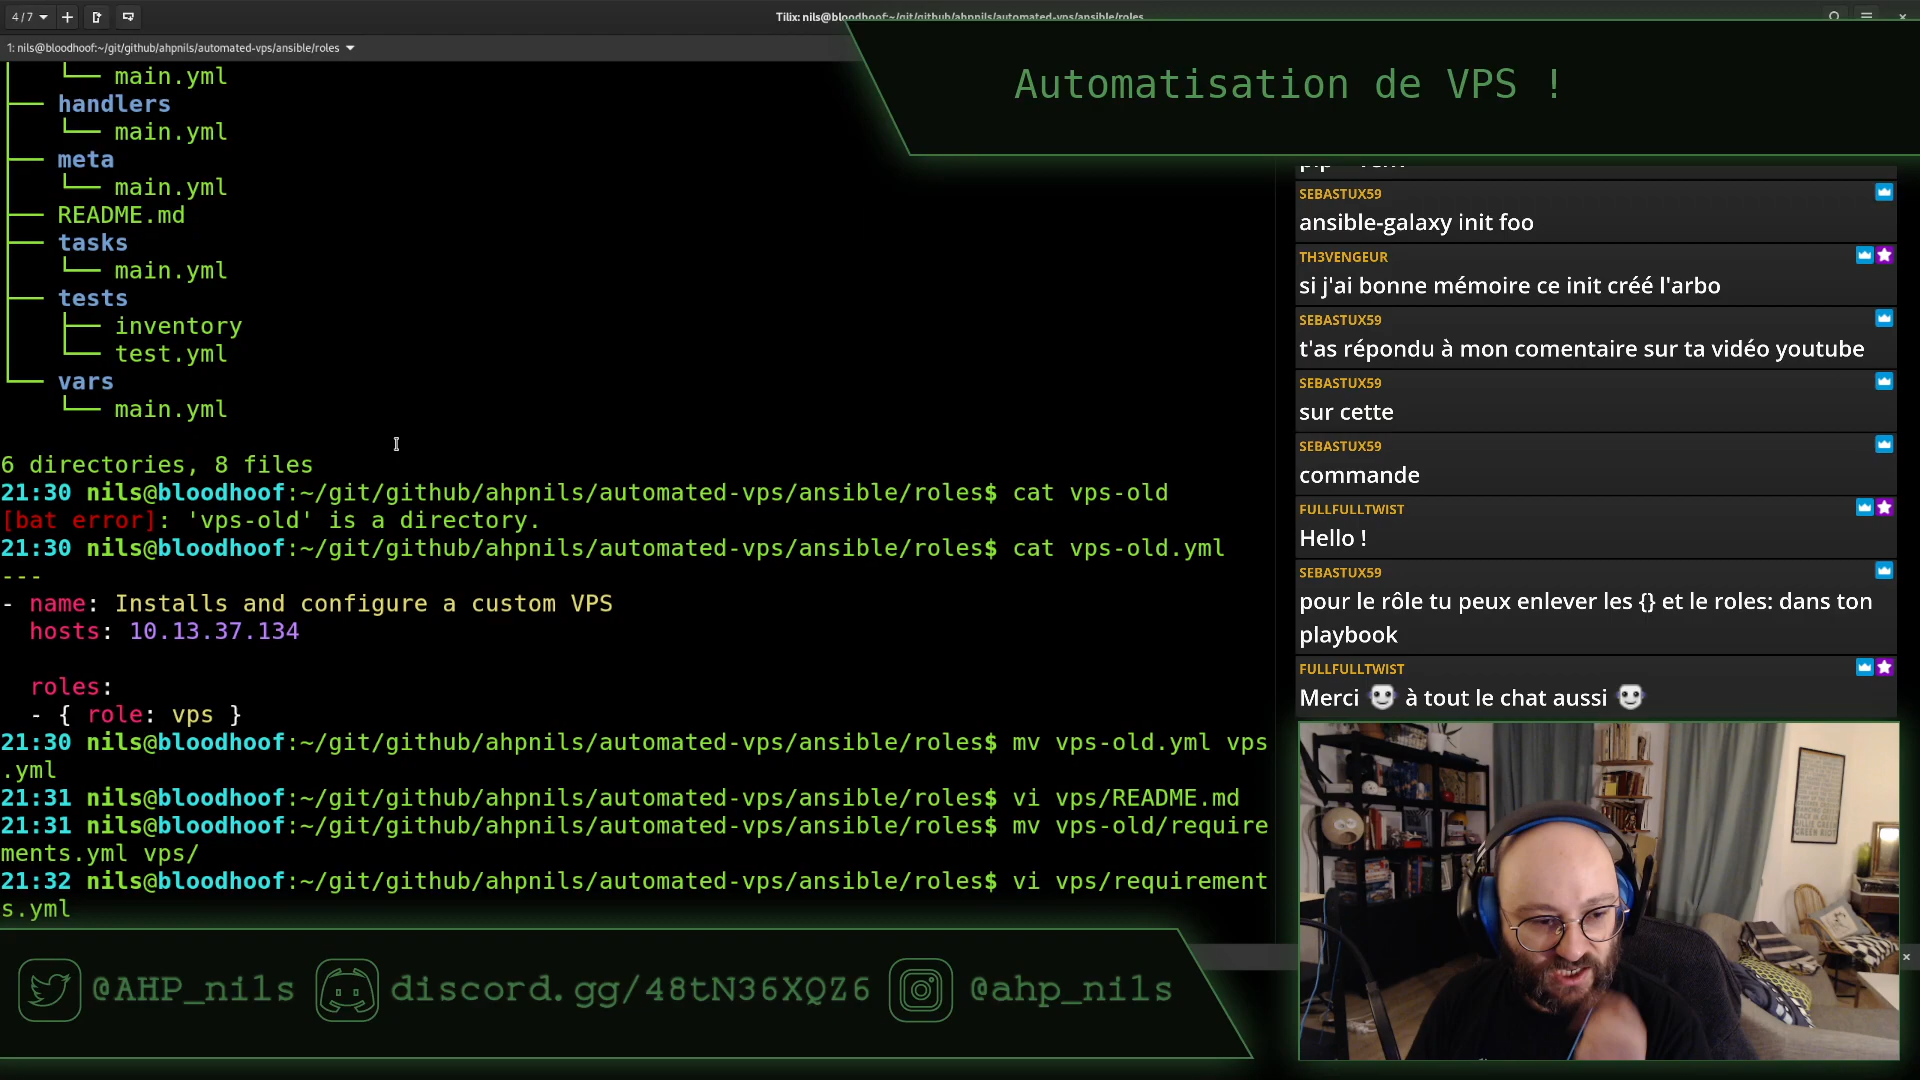 4 / 7
Tilix: nils@bloodhoof:~/git/github/ahpnils/automated-vps/ansible/roles
1: nils@bloodhoof:~/git/github/ahpnils/automated-vps/ansible/roles
Automatisation de VPS !
│   └── main.yml
├── handlers
│   └── main.yml
├── meta
│   └── main.yml
├── README.md
├── tasks
│   └── main.yml
├── tests
│   ├── inventory
│   └── test.yml
└── vars
    └── main.yml
6 directories, 8 files
21:30 nils@bloodhoof:~/git/github/ahpnils/automated-vps/ansible/roles$ cat vps-old
[bat error]: 'vps-old' is a directory.
21:30 nils@bloodhoof:~/git/github/ahpnils/automated-vps/ansible/roles$ cat vps-old.yml
---
- name: Installs and configure a custom VPS
  hosts: 10.13.37.134
  roles:
  - { role: vps }
21:30 nils@bloodhoof:~/git/github/ahpnils/automated-vps/ansible/roles$ mv vps-old.yml vps
.yml
21:31 nils@bloodhoof:~/git/github/ahpnils/automated-vps/ansible/roles$ vi vps/README.md
21:31 nils@bloodhoof:~/git/github/ahpnils/automated-vps/ansible/roles$ mv vps-old/require
ments.yml vps/
21:32 nils@bloodhoof:~/git/github/ahpnils/automated-vps/ansible/roles$ vi vps/requirement
s.yml
SEBASTUX59
ansible-galaxy init foo
TH3VENGEUR
si j'ai bonne mémoire ce init créé l'arbo
SEBASTUX59
t'as répondu à mon comentaire sur ta vidéo youtube
SEBASTUX59
sur cette
SEBASTUX59
commande
FULLFULLTWIST
Hello !
SEBASTUX59
pour le rôle tu peux enlever les {} et le roles: dans ton
playbook
FULLFULLTWIST
Merci à tout le chat aussi
@AHP_nils
discord.gg/48tN36XQZ6
@ahp_nils